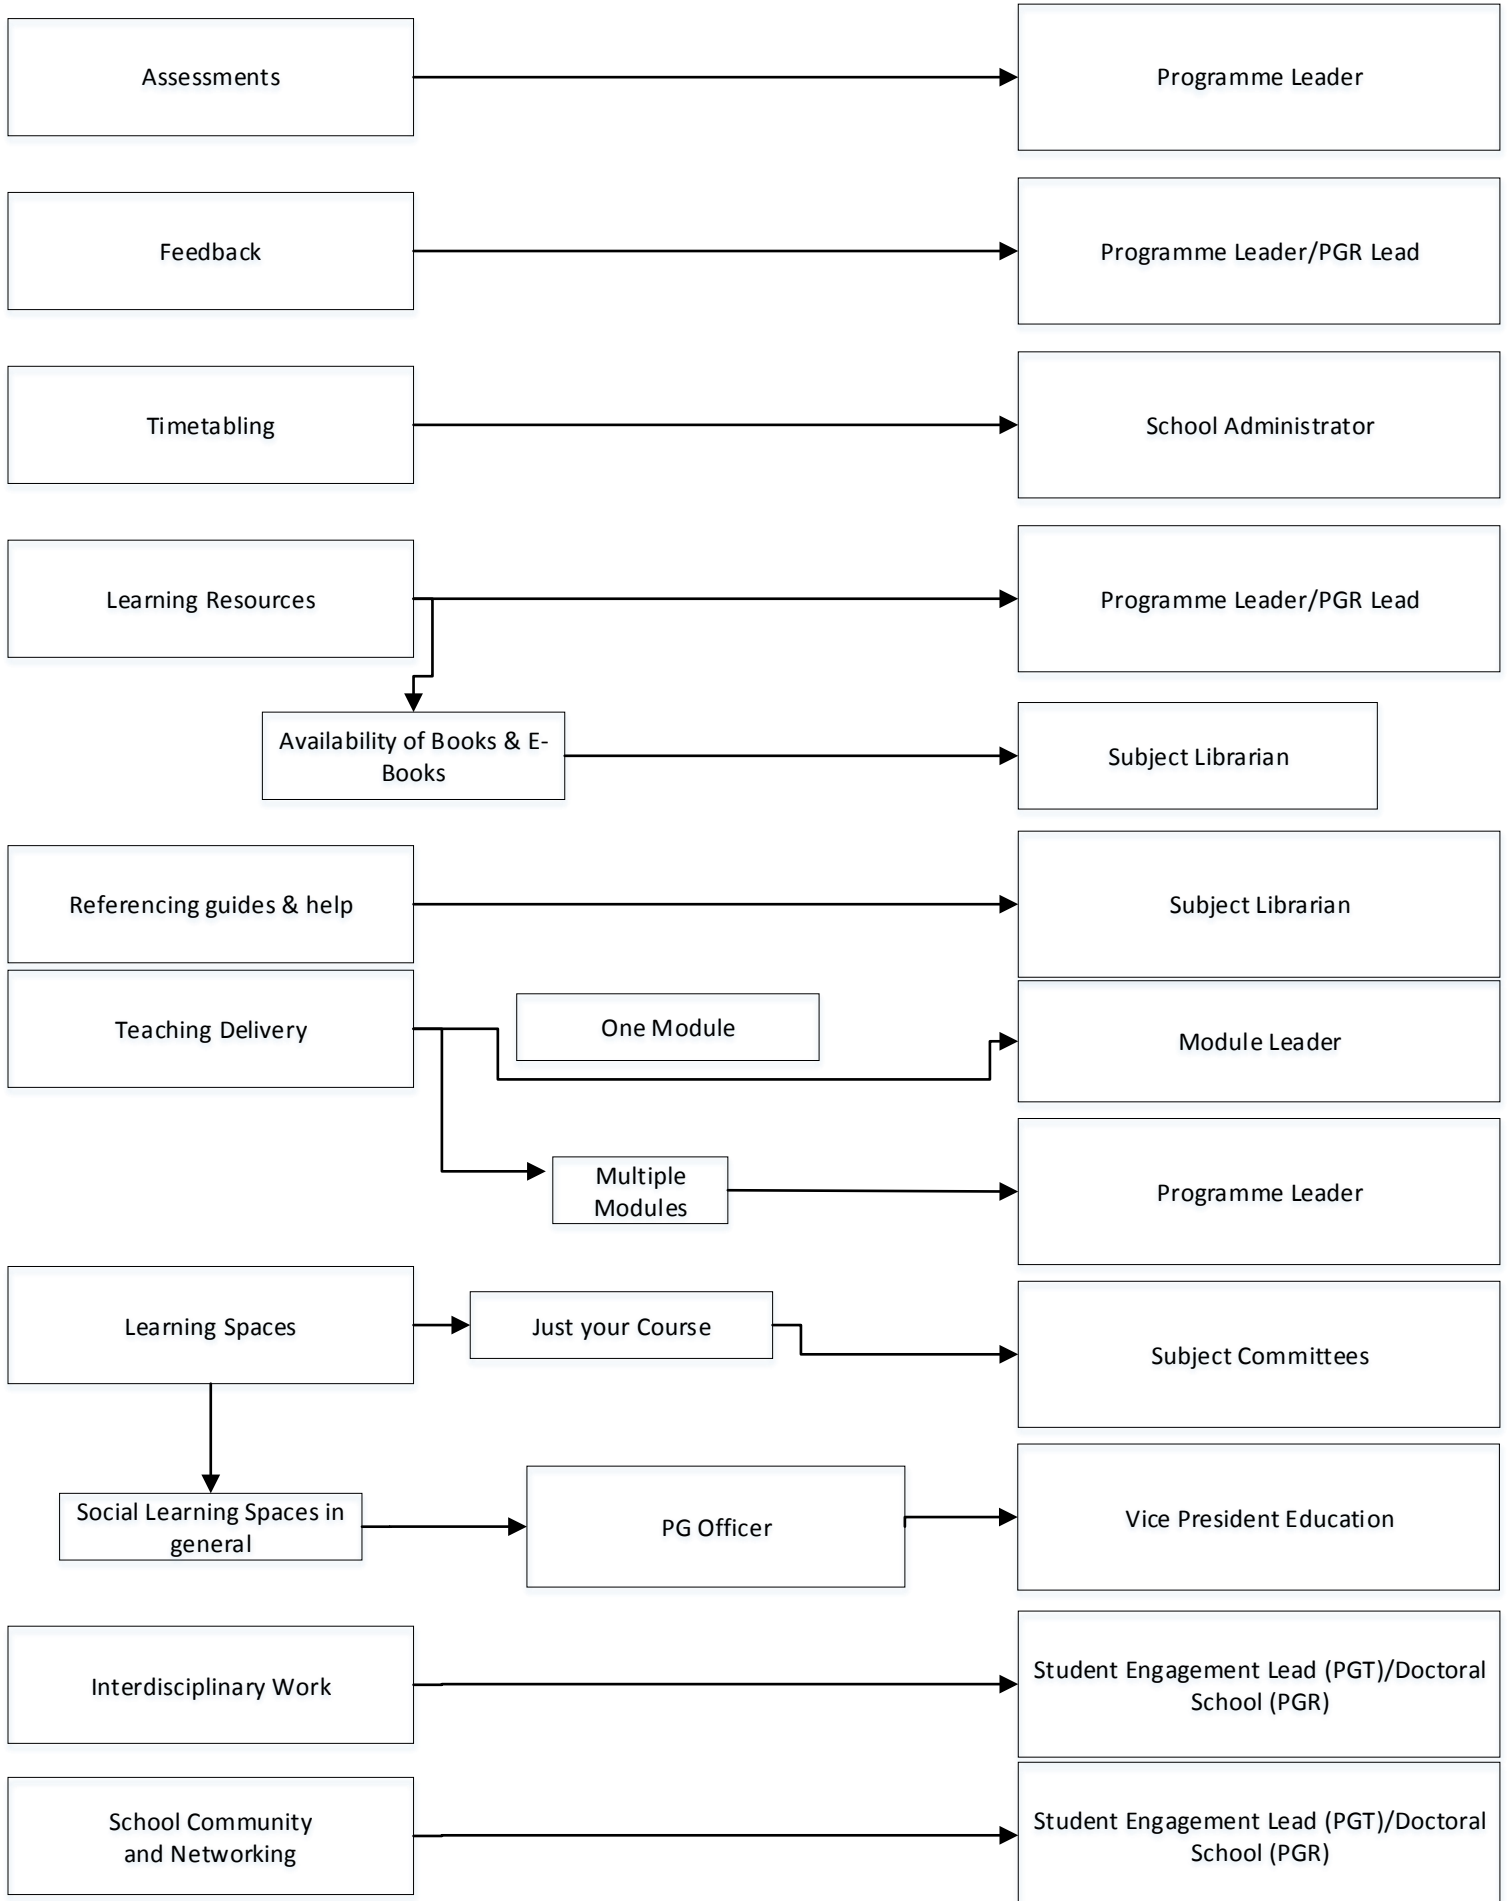 Assessments
Programme Leader
Feedback
Programme Leader/PGR Lead
Timetabling
School Administrator
Learning Resources
Programme Leader/PGR Lead
Availability of Books & E-
Books
Subject Librarian
Referencing guides & help
Subject Librarian
Teaching Delivery
One Module
Module Leader
Multiple
Modules
Programme Leader
Learning Spaces
Just your Course
Subject Committees
Social Learning Spaces in
general
PG Officer
Vice President Education
Interdisciplinary Work
Student Engagement Lead (PGT)/Doctoral
School (PGR)
School Community
and Networking
Student Engagement Lead (PGT)/Doctoral
School (PGR)